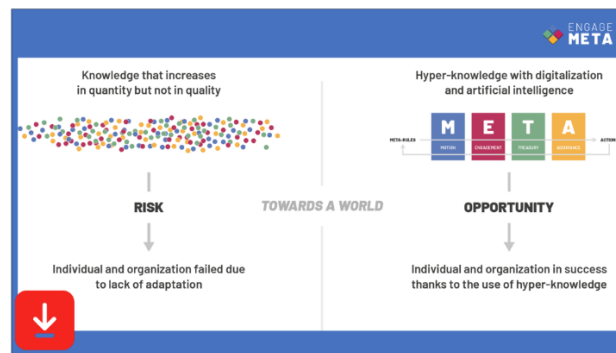 ENGAGE
META
Knowledge that increases
in quantity but not in quality
Hyper-knowledge with digitalization
and artificial intelligence
M E T A
META-RULES
ACTION
MOTION ENGAGEMENT TREASURY GOVERNANCE
RISK
TOWARDS A WORLD
OPPORTUNITY
Individual and organization failed due
to lack of adaptation
Individual and organization in success
thanks to the use of hyper-knowledge